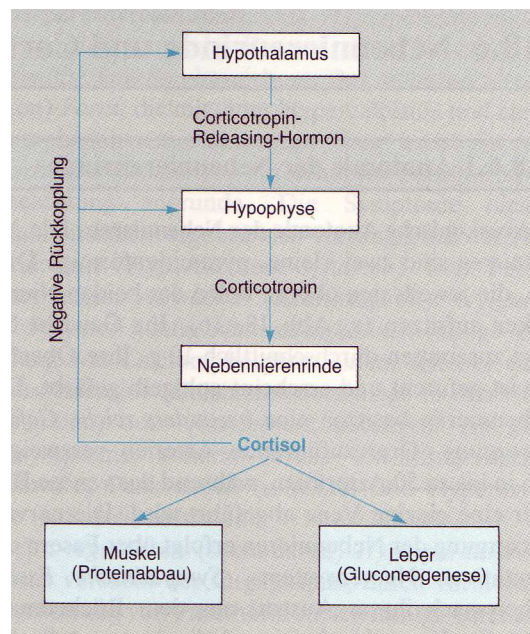 Hypothalamus
Corticotropin-
Releasing-Hormon
Hypophyse
Negative Rückkopplung
Corticotropin
Nebennierenrinde
Cortisol
Muskel
(Proteinabbau)
Leber
(Gluconeogenese)